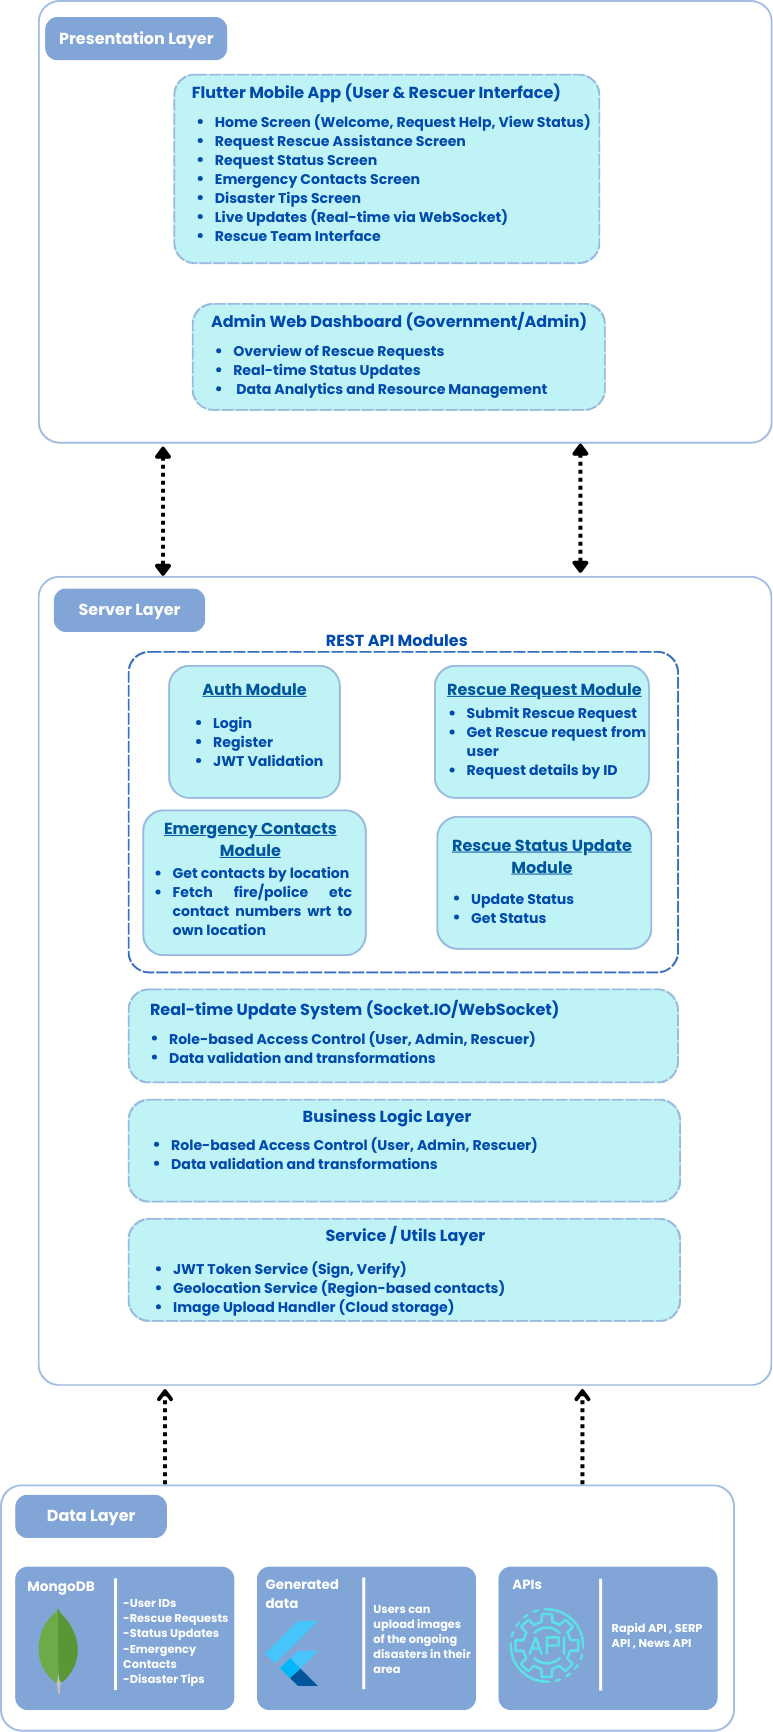 Presentation Layer
Flutter Mobile App (User & Rescuer Interface)
• Home Screen (Welcome, Request Help, View Status)
• Request Rescue Assistance Screen
• Request Status Screen
• Emergency Contacts Screen
• Disaster Tips Screen
• Live Updates (Real-time via WebSocket)
• Rescue Team Interface
Admin Web Dashboard (Government/Admin)
• Overview of Rescue Requests
• Real-time Status Updates
• Data Analytics and Resource Management
Server Layer
REST API Modules
Auth Module
• Login
• Register
• JWT Validation
Rescue Request Module
• Submit Rescue Request
• Get Rescue request from
user
• Request details by ID
Emergency Contacts
Module
• Get contacts by location
• Fetch fire/police etc
contact numbers wrt to
own location
Rescue Status Update
Module
• Update Status
• Get Status
Real-time Update System (Socket.IO/WebSocket)
• Role-based Access Control (User, Admin, Rescuer)
• Data validation and transformations
Business Logic Layer
• Role-based Access Control (User, Admin, Rescuer)
• Data validation and transformations
Service / Utils Layer
• JWT Token Service (Sign, Verify)
• Geolocation Service (Region-based contacts)
• Image Upload Handler (Cloud storage)
Data Layer
MongoDB
-User IDs
-Rescue Requests
-Status Updates
-Emergency
Contacts
-Disaster Tips
Generated
data
Users can
upload images
of the ongoing
disasters in their
area
APIs
API
Rapid API , SERP
API , News API